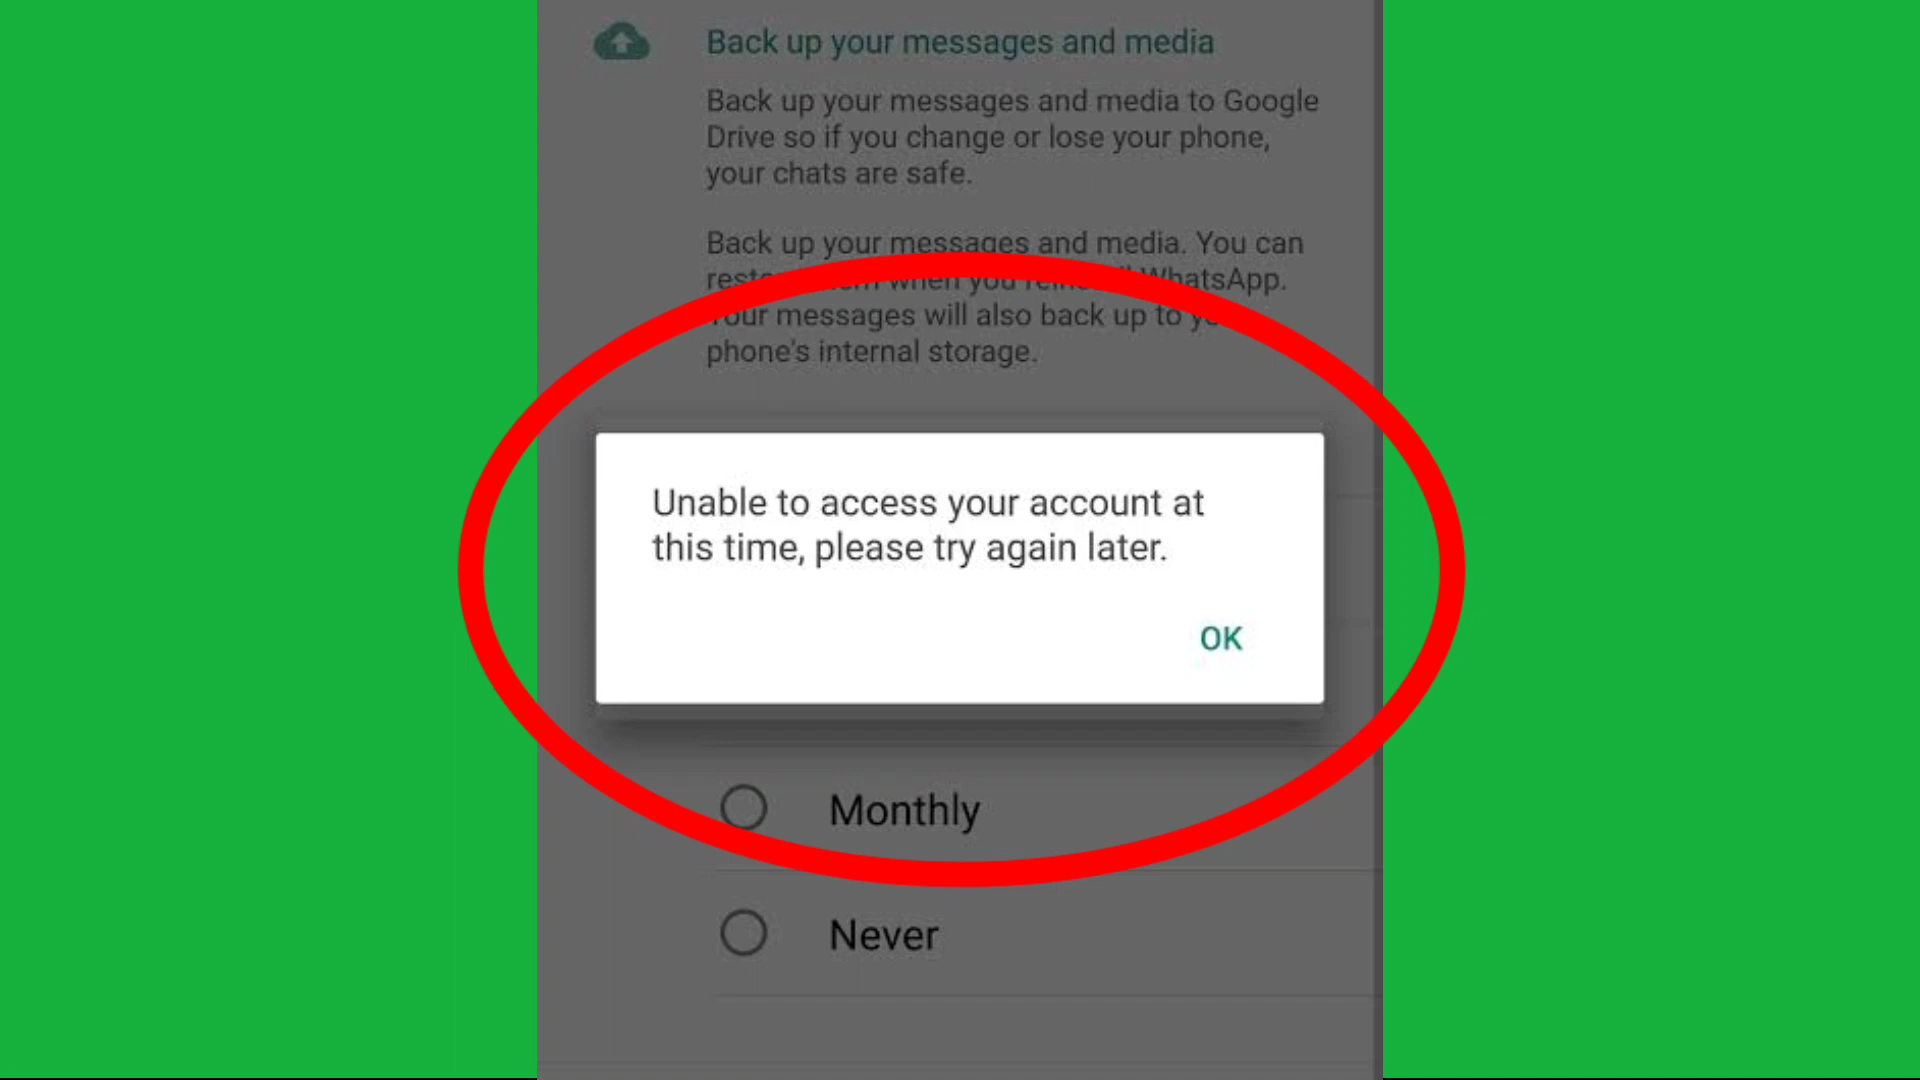 Back up your messages and media
Back up your messages and media to Google
Drive so if you change or lose your phone,
your chats are safe.
Back up your messages and media. You can
when you WhatsApp.
Your messages will also back up to
phone's internal storage.
Unable to access your account at
this time, please try again later.
OK
Monthly
Never